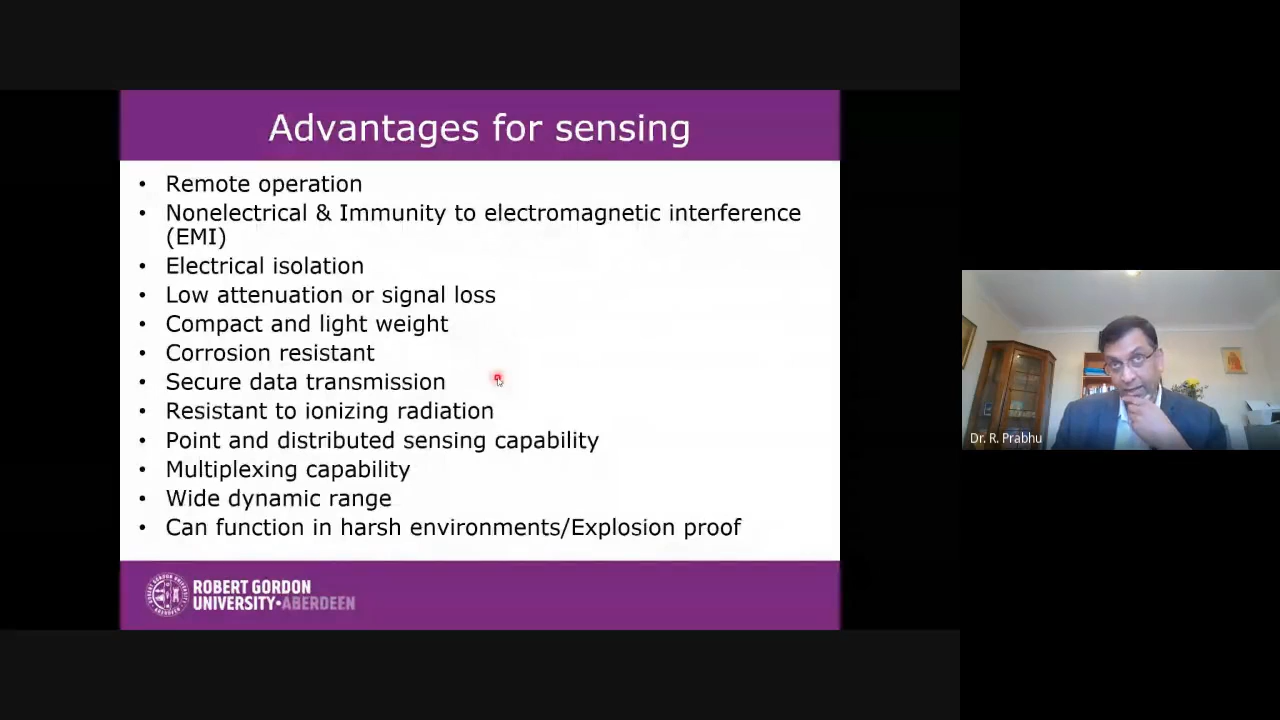 Advantages for sensing
• Remote operation
• Nonelectrical & Immunity to electromagnetic interference
(EMI)
• Electrical isolation
• Low attenuation or signal loss
• Compact and light weight
• Corrosion resistant
• Secure data transmission
• Resistant to ionizing radiation
• Point and distributed sensing capability
• Multiplexing capability
• Wide dynamic range
• Can function in harsh environments/Explosion proof
ROBERT GORDON
UNIVERSITY•ABERDEEN
Dr. R. Prabhu